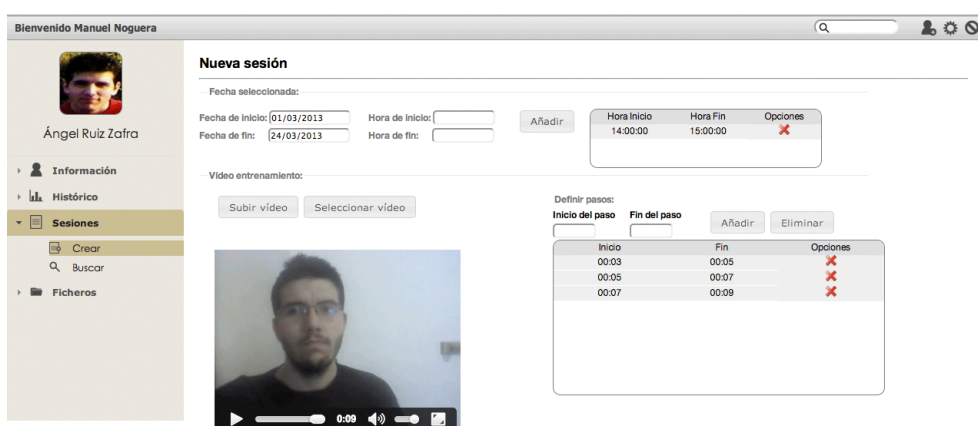 Bienvenido Manuel Noguera
Ángel Ruiz Zafra
Información
Histórico
Sesiones
Crear
Buscar
Ficheros
Nueva sesión
Fecha seleccionada:
Fecha de inicio: 01/03/2013 Hora de inicio:
Fecha de fin: 24/03/2013 Hora de fin:
Añadir
Hora Inicio Hora Fin Opciones
14:00:00 15:00:00
Vídeo entrenamiento:
Subir vídeo Seleccionar vídeo
0:09
Definir pasos:
Inicio del paso Fin del paso
Añadir Eliminar
Inicio Fin Opciones
00:03 00:05
00:05 00:07
00:07 00:09